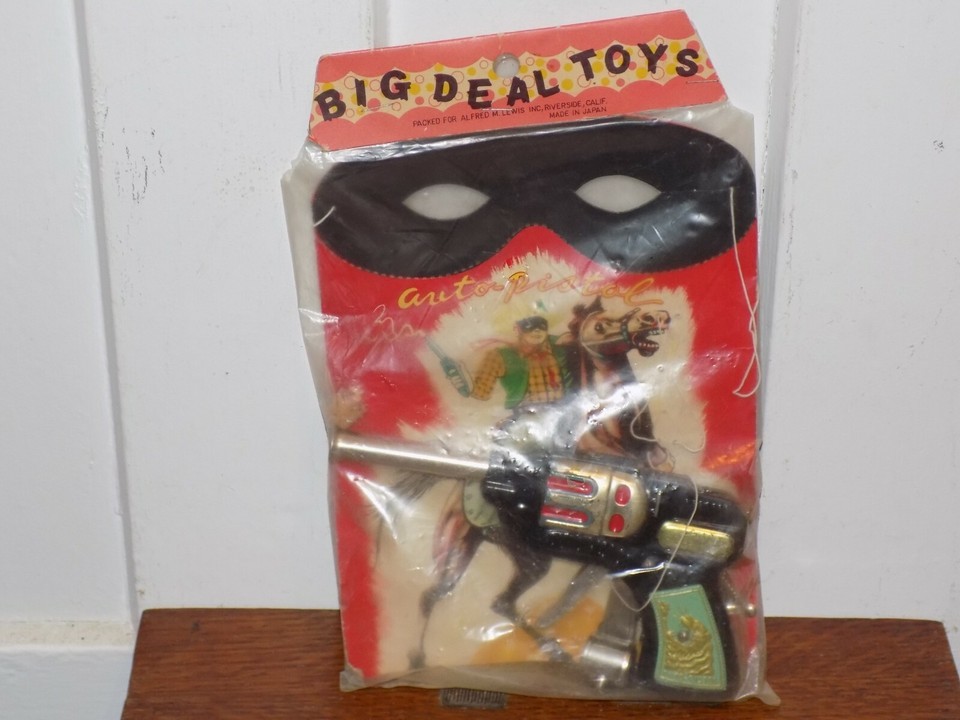 BIG DEAL TOYS
PACKED FOR ALFRED M. LEWIS INC, RIVERSIDE, CALIF.
MADE IN JAPAN
auto-Pistol